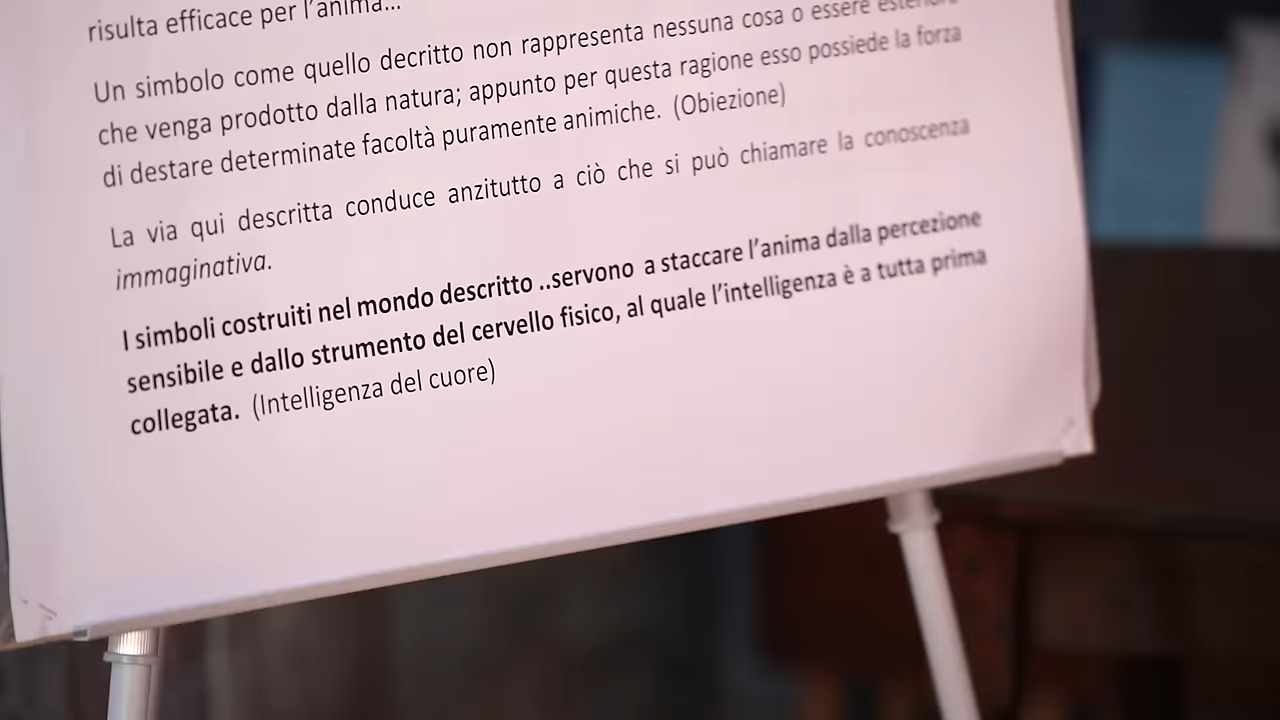 risulta efficace per l'anima...
Un simbolo come quello decritto non rappresenta nessuna cosa o essere esteriore
che venga prodotto dalla natura; appunto per questa ragione esso possiede la forza
di destare determinate facoltà puramente animiche. (Obiezione)
La via qui descritta conduce anzitutto a ciò che si può chiamare la conoscenza
immaginativa.
I simboli costruiti nel mondo descritto ..servono a staccare l'anima dalla percezione
sensibile e dallo strumento del cervello fisico, al quale l'intelligenza è a tutta prima
collegata. (Intelligenza del cuore)